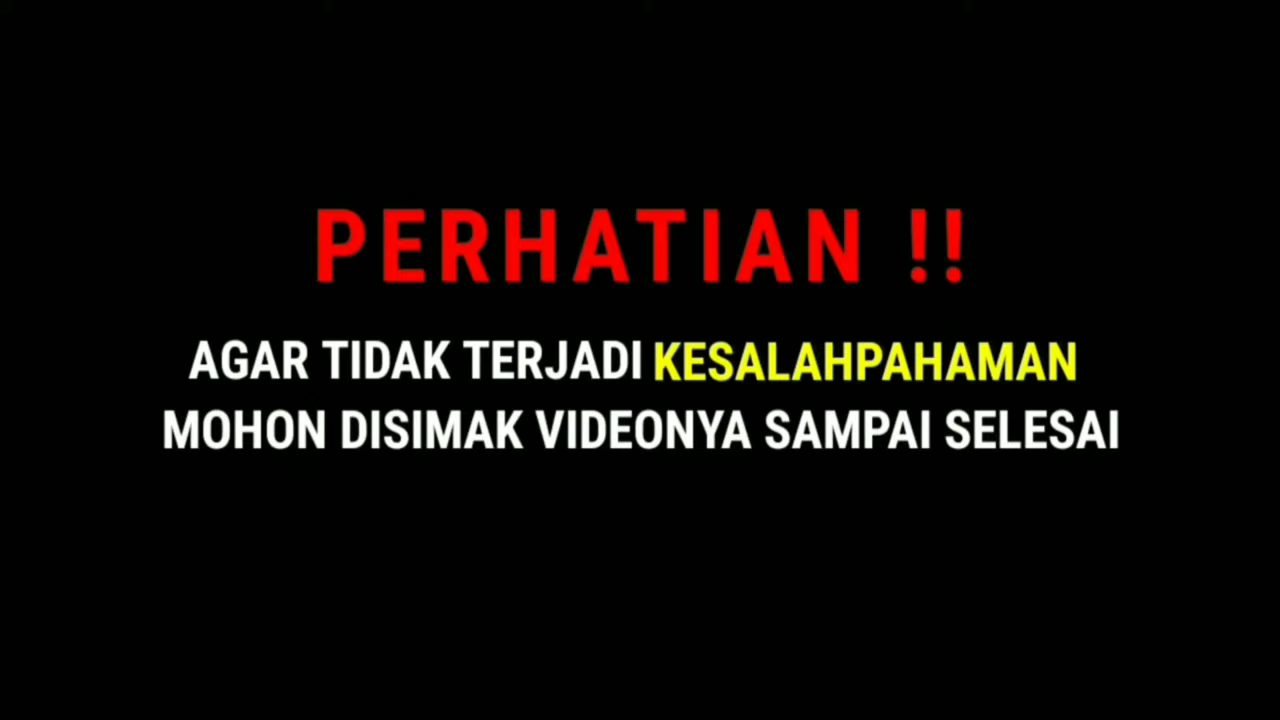 PERHATIAN !!
AGAR TIDAK TERJADI KESALAHPAHAMAN
MOHON DISIMAK VIDEONYA SAMPAI SELESAI